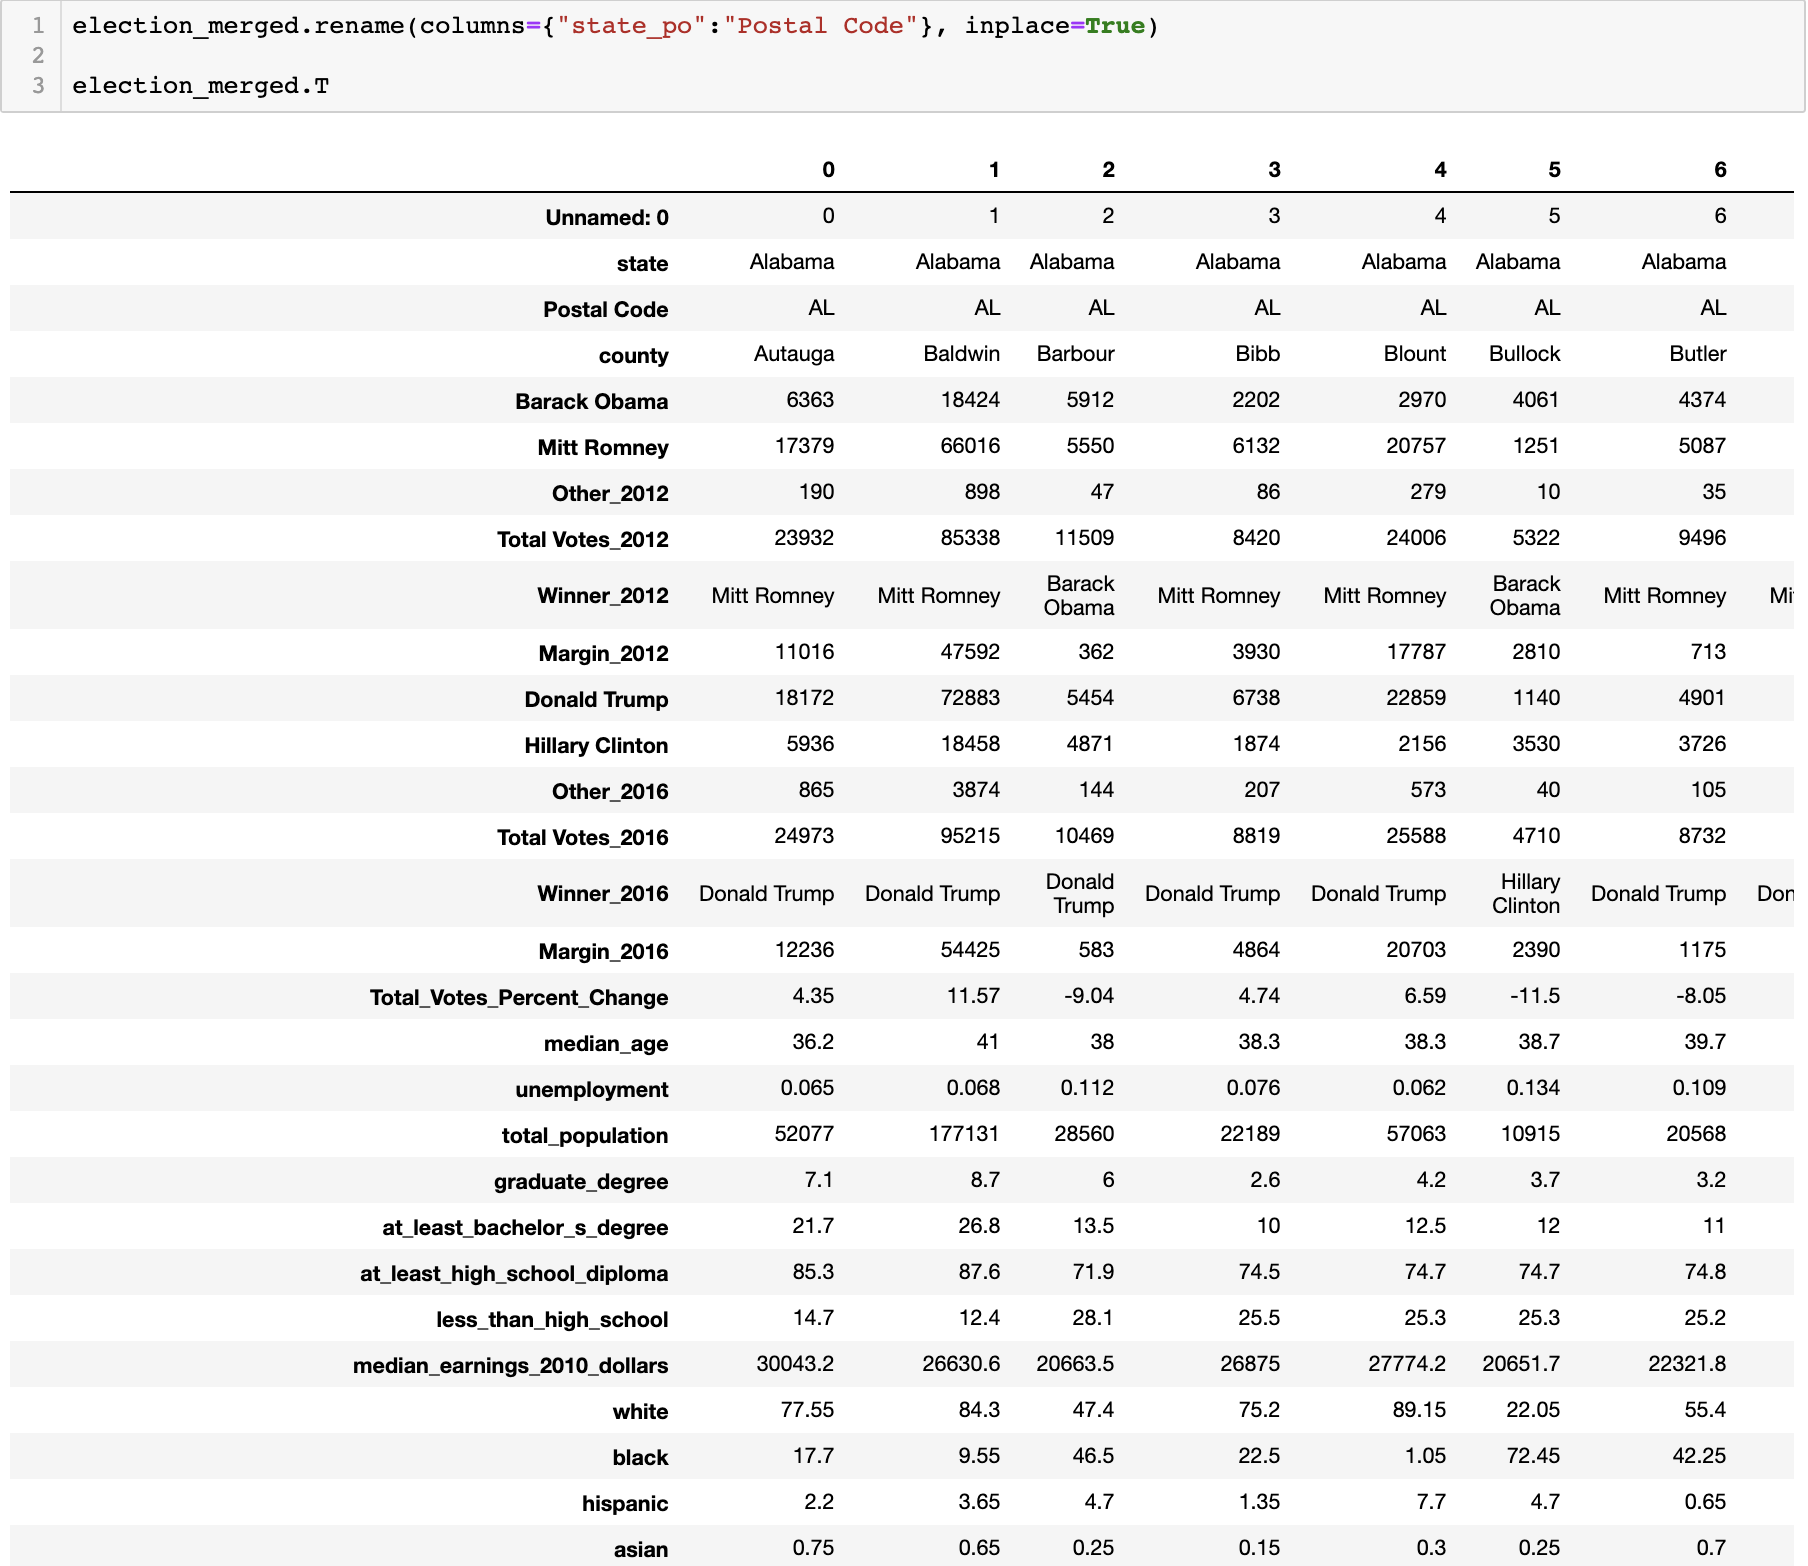 1 election_merged.rename(columns={"state_po":"Postal Code"}, inplace=True)
2
3 election_merged.T
0 1 2 3 4 5 6
Unnamed: 0 0 1 2 3 4 5 6
state Alabama Alabama Alabama Alabama Alabama Alabama Alabama
Postal Code AL AL AL AL AL AL AL
county Autauga Baldwin Barbour Bibb Blount Bullock Butler
Barack Obama 6363 18424 5912 2202 2970 4061 4374
Mitt Romney 17379 66016 5550 6132 20757 1251 5087
Other_2012 190 898 47 86 279 10 35
Total Votes_2012 23932 85338 11509 8420 24006 5322 9496
Winner_2012 Mitt Romney Mitt Romney Barack Obama Mitt Romney Mitt Romney Barack Obama Mitt Romney Mi
Margin_2012 11016 47592 362 3930 17787 2810 713
Donald Trump 18172 72883 5454 6738 22859 1140 4901
Hillary Clinton 5936 18458 4871 1874 2156 3530 3726
Other_2016 865 3874 144 207 573 40 105
Total Votes_2016 24973 95215 10469 8819 25588 4710 8732
Winner_2016 Donald Trump Donald Trump Donald Trump Donald Trump Donald Trump Hillary Clinton Donald Trump Don
Margin_2016 12236 54425 583 4864 20703 2390 1175
Total_Votes_Percent_Change 4.35 11.57 -9.04 4.74 6.59 -11.5 -8.05
median_age 36.2 41 38 38.3 38.3 38.7 39.7
unemployment 0.065 0.068 0.112 0.076 0.062 0.134 0.109
total_population 52077 177131 28560 22189 57063 10915 20568
graduate_degree 7.1 8.7 6 2.6 4.2 3.7 3.2
at_least_bachelor_s_degree 21.7 26.8 13.5 10 12.5 12 11
at_least_high_school_diploma 85.3 87.6 71.9 74.5 74.7 74.7 74.8
less_than_high_school 14.7 12.4 28.1 25.5 25.3 25.3 25.2
median_earnings_2010_dollars 30043.2 26630.6 20663.5 26875 27774.2 20651.7 22321.8
white 77.55 84.3 47.4 75.2 89.15 22.05 55.4
black 17.7 9.55 46.5 22.5 1.05 72.45 42.25
hispanic 2.2 3.65 4.7 1.35 7.7 4.7 0.65
asian 0.75 0.65 0.25 0.15 0.3 0.25 0.7